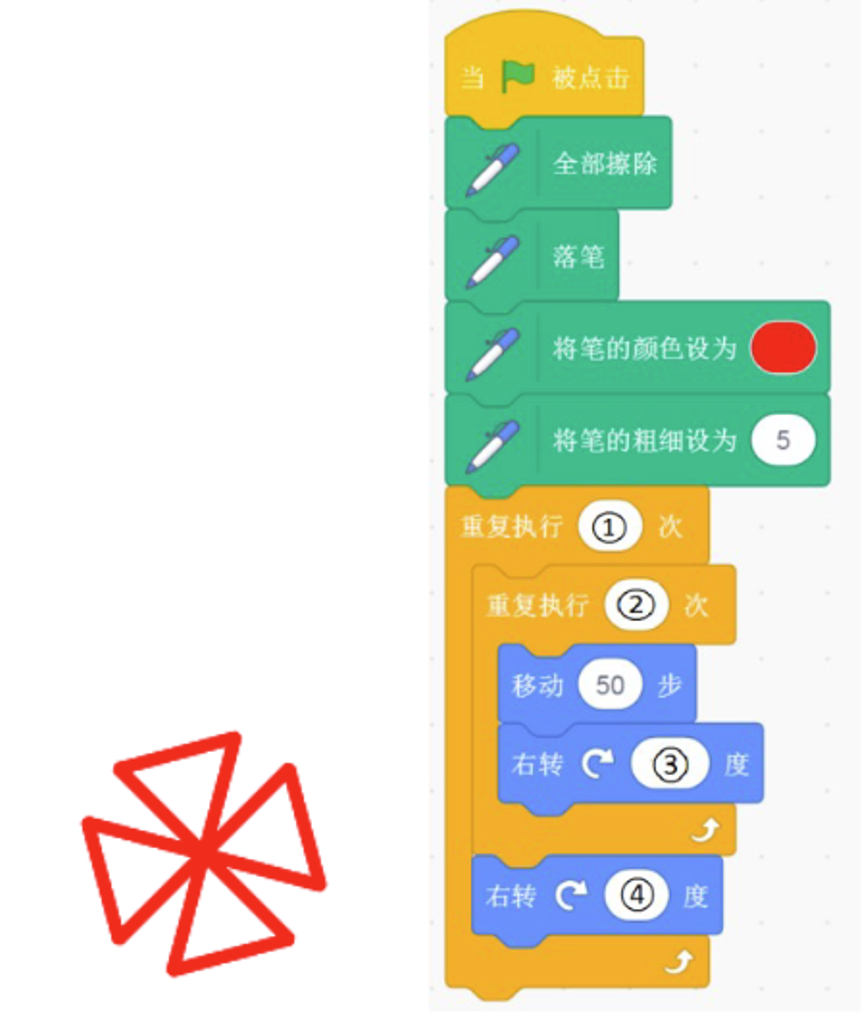 当 被点击
全部擦除
落笔
将笔的颜色设为
将笔的粗细设为 5
重复执行 ① 次
重复执行 ② 次
移动 50 步
右转 ③ 度
右转 ④ 度